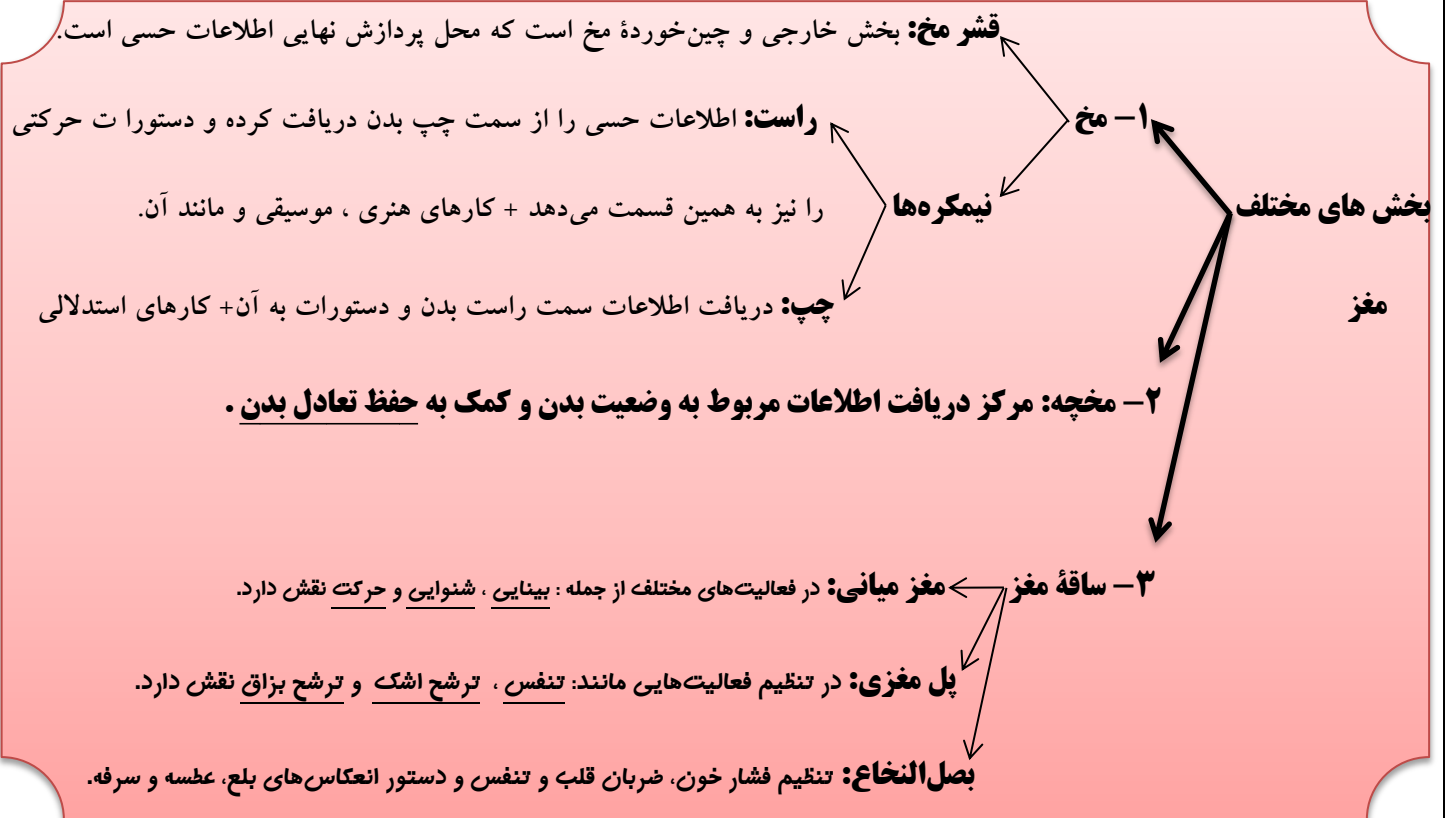 قشر مخ: بخش خارجی و چین‌خوردهٔ مخ است که محل پردازش نهایی اطلاعات حسی است.
۱– مخ
راست: اطلاعات حسی را از سمت چپ بدن دریافت کرده و دستورا ت حرکتی
بخش های مختلف
نیمکره‌ها
را نیز به همین قسمت می‌دهد + کارهای هنری ، موسیقی و مانند آن.
مغز
چپ: دریافت اطلاعات سمت راست بدن و دستورات به آن+ کارهای استدلالی
۲– مخچه: مرکز دریافت اطلاعات مربوط به وضعیت بدن و کمک به حفظ تعادل بدن .
۳– ساقهٔ مغز
مغز میانی: در فعالیت‌های مختلف از جمله : بینایی ، شنوایی و حرکت نقش دارد.
پل مغزی: در تنظیم فعالیت‌هایی مانند: تنفس ، ترشح اشک و ترشح بزاق نقش دارد.
بصل‌النخاع: تنظیم فشار خون، ضربان قلب و تنفس و دستور انعکاس‌های بلع، عطسه و سرفه.